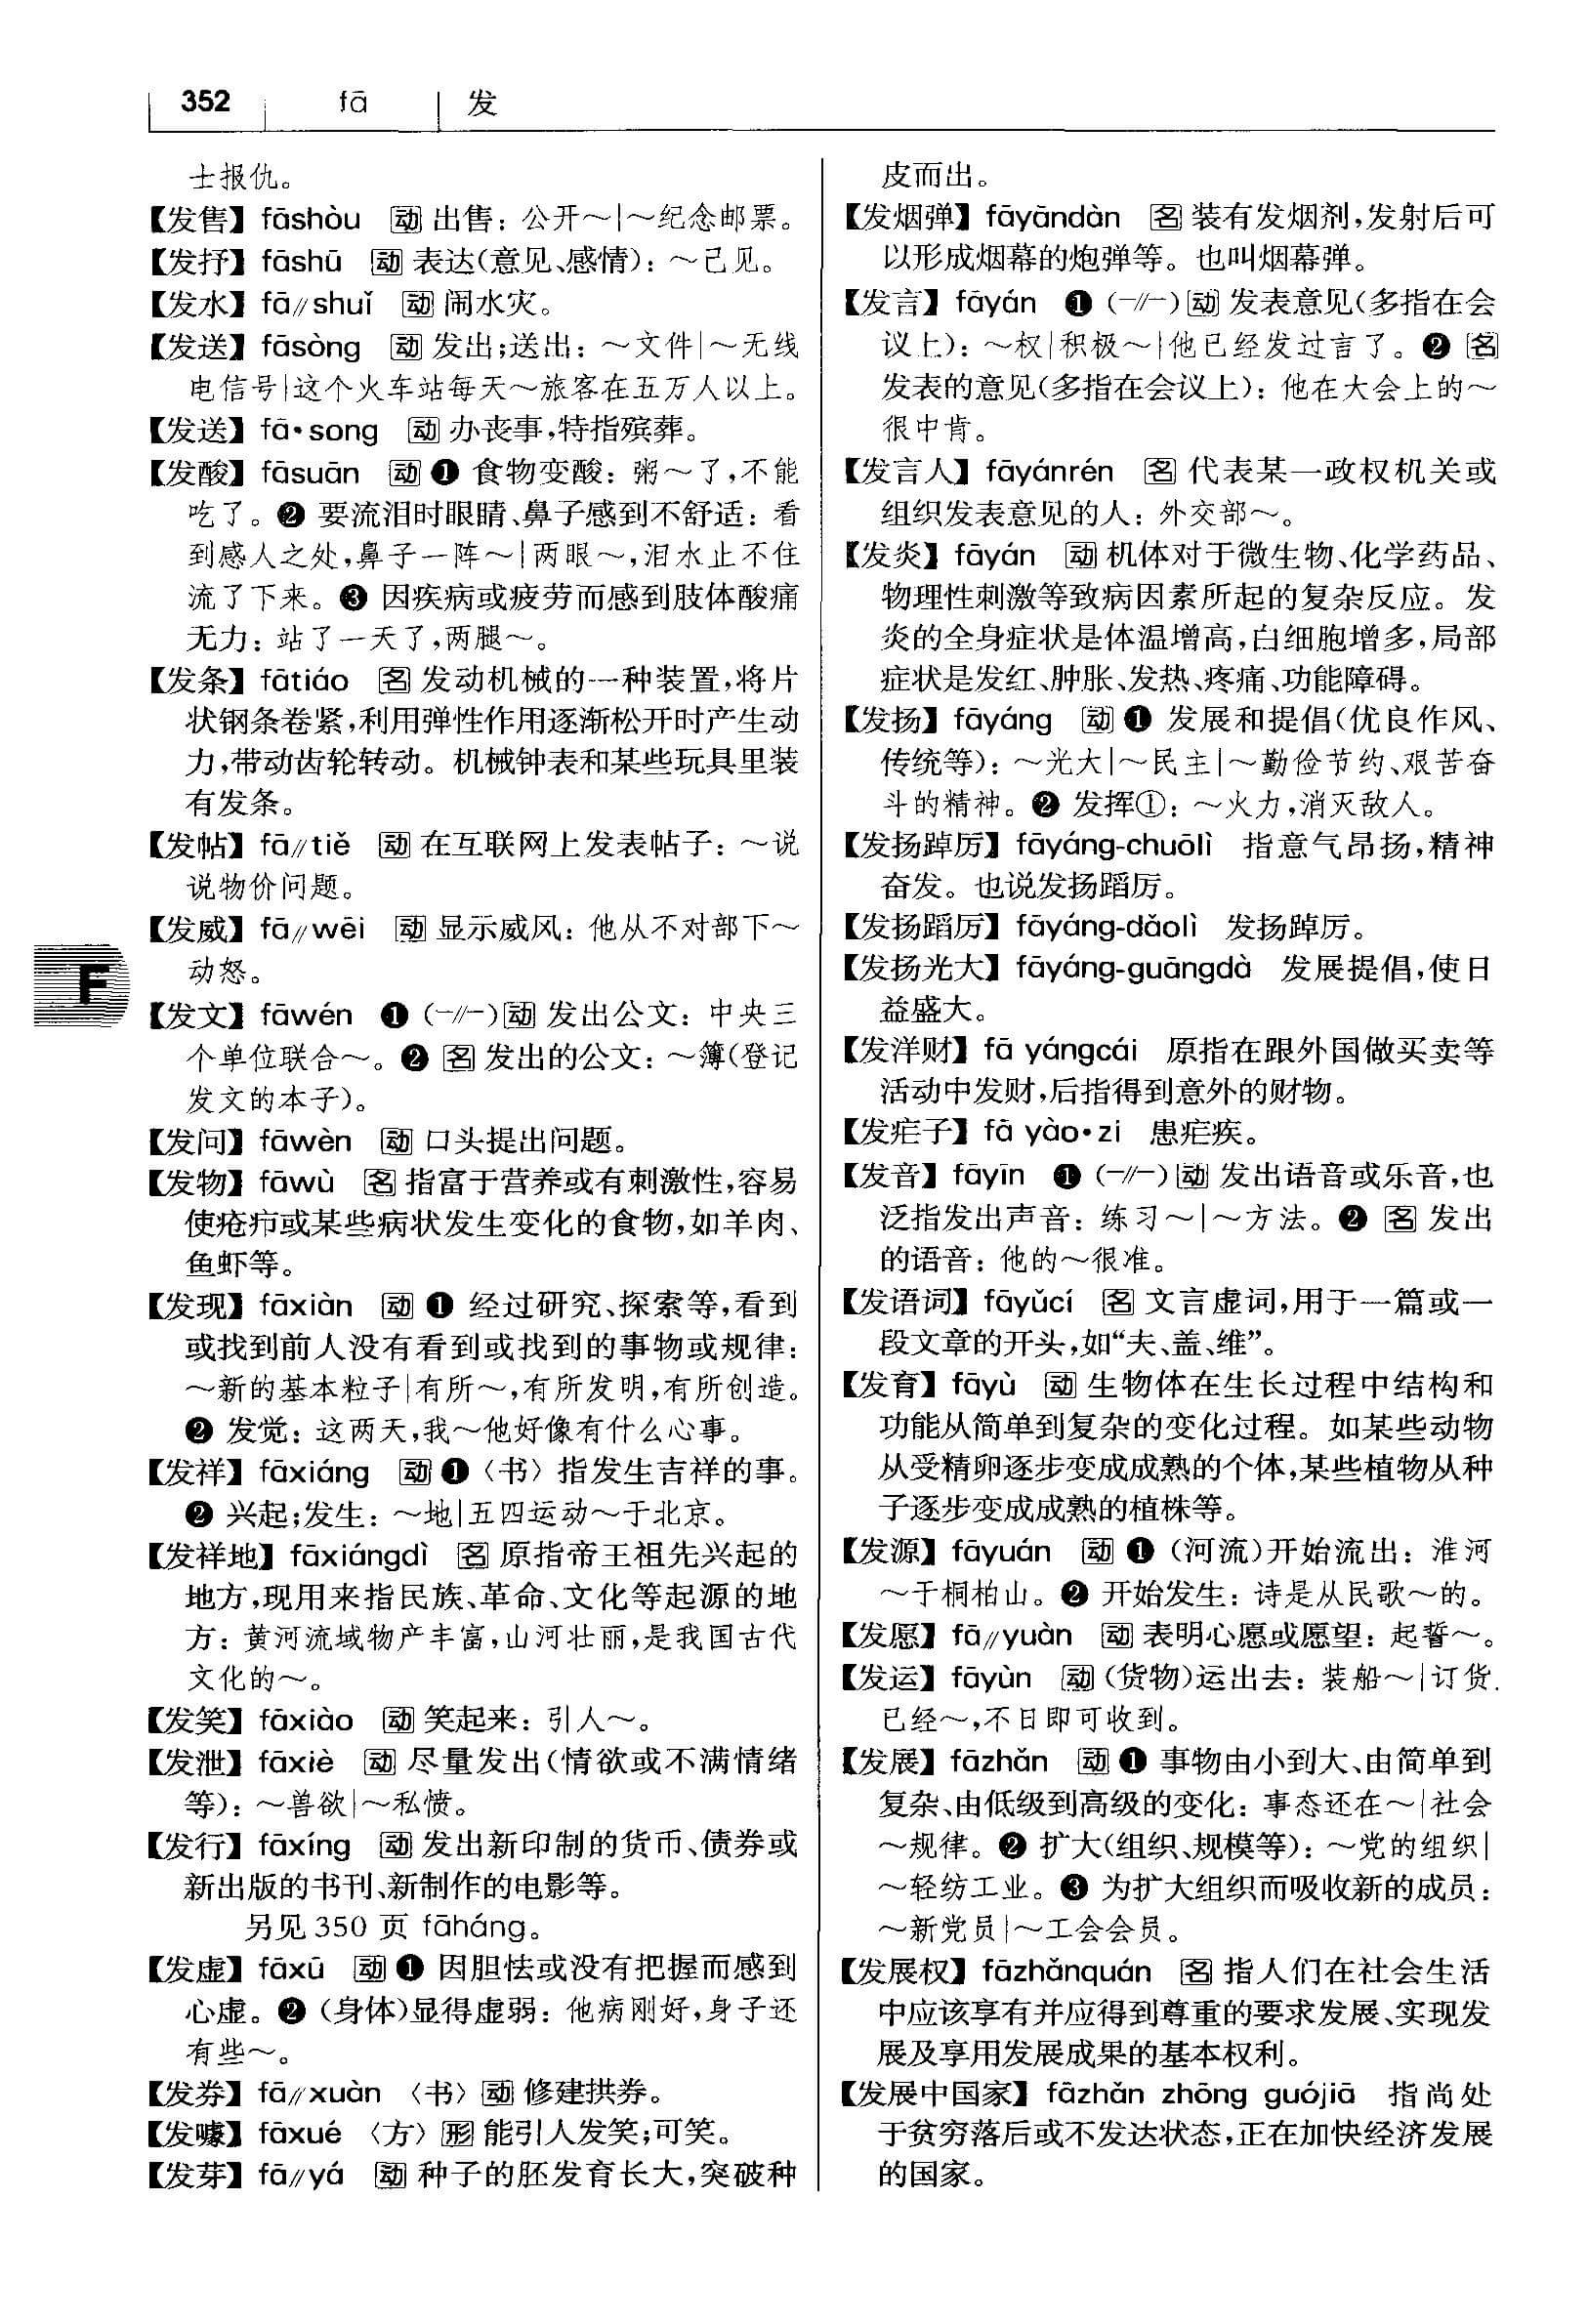 352 fā 发
士报仇。
【发售】 fāshòu 动 出售：公开～|～纪念邮票。
【发抒】 fāshū 动 表达(意见、感情)：～己见。
【发水】 fā//shuǐ 动 闹水灾。
【发送】 fāsòng 动 发出;送出：～文件|～无线
电信号|这个火车站每天～旅客在五万人以上。
【发送】 fā•song 动 办丧事,特指殡葬。
【发酸】 fāsuān 动 ❶ 食物变酸：粥～了,不能
吃了。❷ 要流泪时眼睛、鼻子感到不舒适：看
到感人之处,鼻子一阵～|两眼～,泪水止不住
流了下来。❸ 因疾病或疲劳而感到肢体酸痛
无力：站了一天了,两腿～。
【发条】 fātiáo 名 发动机械的一种装置,将片
状钢条卷紧,利用弹性作用逐渐松开时产生动
力,带动齿轮转动。机械钟表和某些玩具里装
有发条。
【发帖】 fā//tiě 动 在互联网上发表帖子：～说
说物价问题。
【发威】 fā//wēi 动 显示威风：他从不对部下～
动怒。
F
【发文】 fāwén ❶ (-//-)动 发出公文：中央三
个单位联合～。❷ 名 发出的公文：～簿(登记
发文的本子)。
【发问】 fāwèn 动 口头提出问题。
【发物】 fāwù 名 指富于营养或有刺激性,容易
使疮疖或某些病状发生变化的食物,如羊肉、
鱼虾等。
【发现】 fāxiàn 动 ❶ 经过研究、探索等,看到
或找到前人没有看到或找到的事物或规律：
～新的基本粒子|有所～,有所发明,有所创造。
❷ 发觉：这两天,我～他好像有什么心事。
【发祥】 fāxiáng 动 ❶〈书〉指发生吉祥的事。
❷ 兴起;发生：～地|五四运动～于北京。
【发祥地】 fāxiángdì 名 原指帝王祖先兴起的
地方,现用来指民族、革命、文化等起源的地
方：黄河流域物产丰富,山河壮丽,是我国古代
文化的～。
【发笑】 fāxiào 动 笑起来：引人～。
【发泄】 fāxiè 动 尽量发出(情欲或不满情绪
等)：～兽欲|～私愤。
【发行】 fāxíng 动 发出新印制的货币、债券或
新出版的书刊、新制作的电影等。
另见 350 页 fāháng。
【发虚】 fāxū 动 ❶ 因胆怯或没有把握而感到
心虚。❷ (身体)显得虚弱：他病刚好,身子还
有些～。
【发券】 fā//xuàn 〈书〉动 修建拱券。
【发噱】 fāxué 〈方〉形 能引人发笑;可笑。
【发芽】 fā//yá 动 种子的胚发育长大,突破种
皮而出。
【发烟弹】 fāyāndàn 名 装有发烟剂,发射后可
以形成烟幕的炮弹等。也叫烟幕弹。
【发言】 fāyán ❶ (-//-)动 发表意见(多指在会
议上)：～权|积极～|他已经发过言了。❷ 名
发表的意见(多指在会议上)：他在大会上的～
很中肯。
【发言人】 fāyánrén 名 代表某一政权机关或
组织发表意见的人：外交部～。
【发炎】 fāyán 动 机体对于微生物、化学药品、
物理性刺激等致病因素所起的复杂反应。发
炎的全身症状是体温增高,白细胞增多,局部
症状是发红、肿胀、发热、疼痛、功能障碍。
【发扬】 fāyáng 动 ❶ 发展和提倡(优良作风、
传统等)：～光大|～民主|～勤俭节约、艰苦奋
斗的精神。❷ 发挥①：～火力,消灭敌人。
【发扬踔厉】 fāyáng-chuōlì 指意气昂扬,精神
奋发。也说发扬蹈厉。
【发扬蹈厉】 fāyáng-dǎolì 发扬踔厉。
【发扬光大】 fāyáng-guāngdà 发展提倡,使日
益盛大。
【发洋财】 fā yángcái 原指在跟外国做买卖等
活动中发财,后指得到意外的财物。
【发疟子】 fā yào•zi 患疟疾。
【发音】 fāyīn ❶ (-//-)动 发出语音或乐音,也
泛指发出声音：练习～|～方法。❷ 名 发出
的语音：他的～很准。
【发语词】 fāyǔcí 名 文言虚词,用于一篇或一
段文章的开头,如“夫、盖、维”。
【发育】 fāyù 动 生物体在生长过程中结构和
功能从简单到复杂的变化过程。如某些动物
从受精卵逐步变成成熟的个体,某些植物从种
子逐步变成成熟的植株等。
【发源】 fāyuán 动 ❶ (河流)开始流出：淮河
～于桐柏山。❷ 开始发生：诗是从民歌～的。
【发愿】 fā//yuàn 动 表明心愿或愿望：起誓～。
【发运】 fāyùn 动 (货物)运出去：装船～|订货
已经～,不日即可收到。
【发展】 fāzhǎn 动 ❶ 事物由小到大、由简单到
复杂、由低级到高级的变化：事态还在～|社会
～规律。❷ 扩大(组织、规模等)：～党的组织|
～轻纺工业。❸ 为扩大组织而吸收新的成员：
～新党员|～工会会员。
【发展权】 fāzhǎnquán 名 指人们在社会生活
中应该享有并应得到尊重的要求发展、实现发
展及享用发展成果的基本权利。
【发展中国家】 fāzhǎn zhōng guójiā 指尚处
于贫穷落后或不发达状态,正在加快经济发展
的国家。